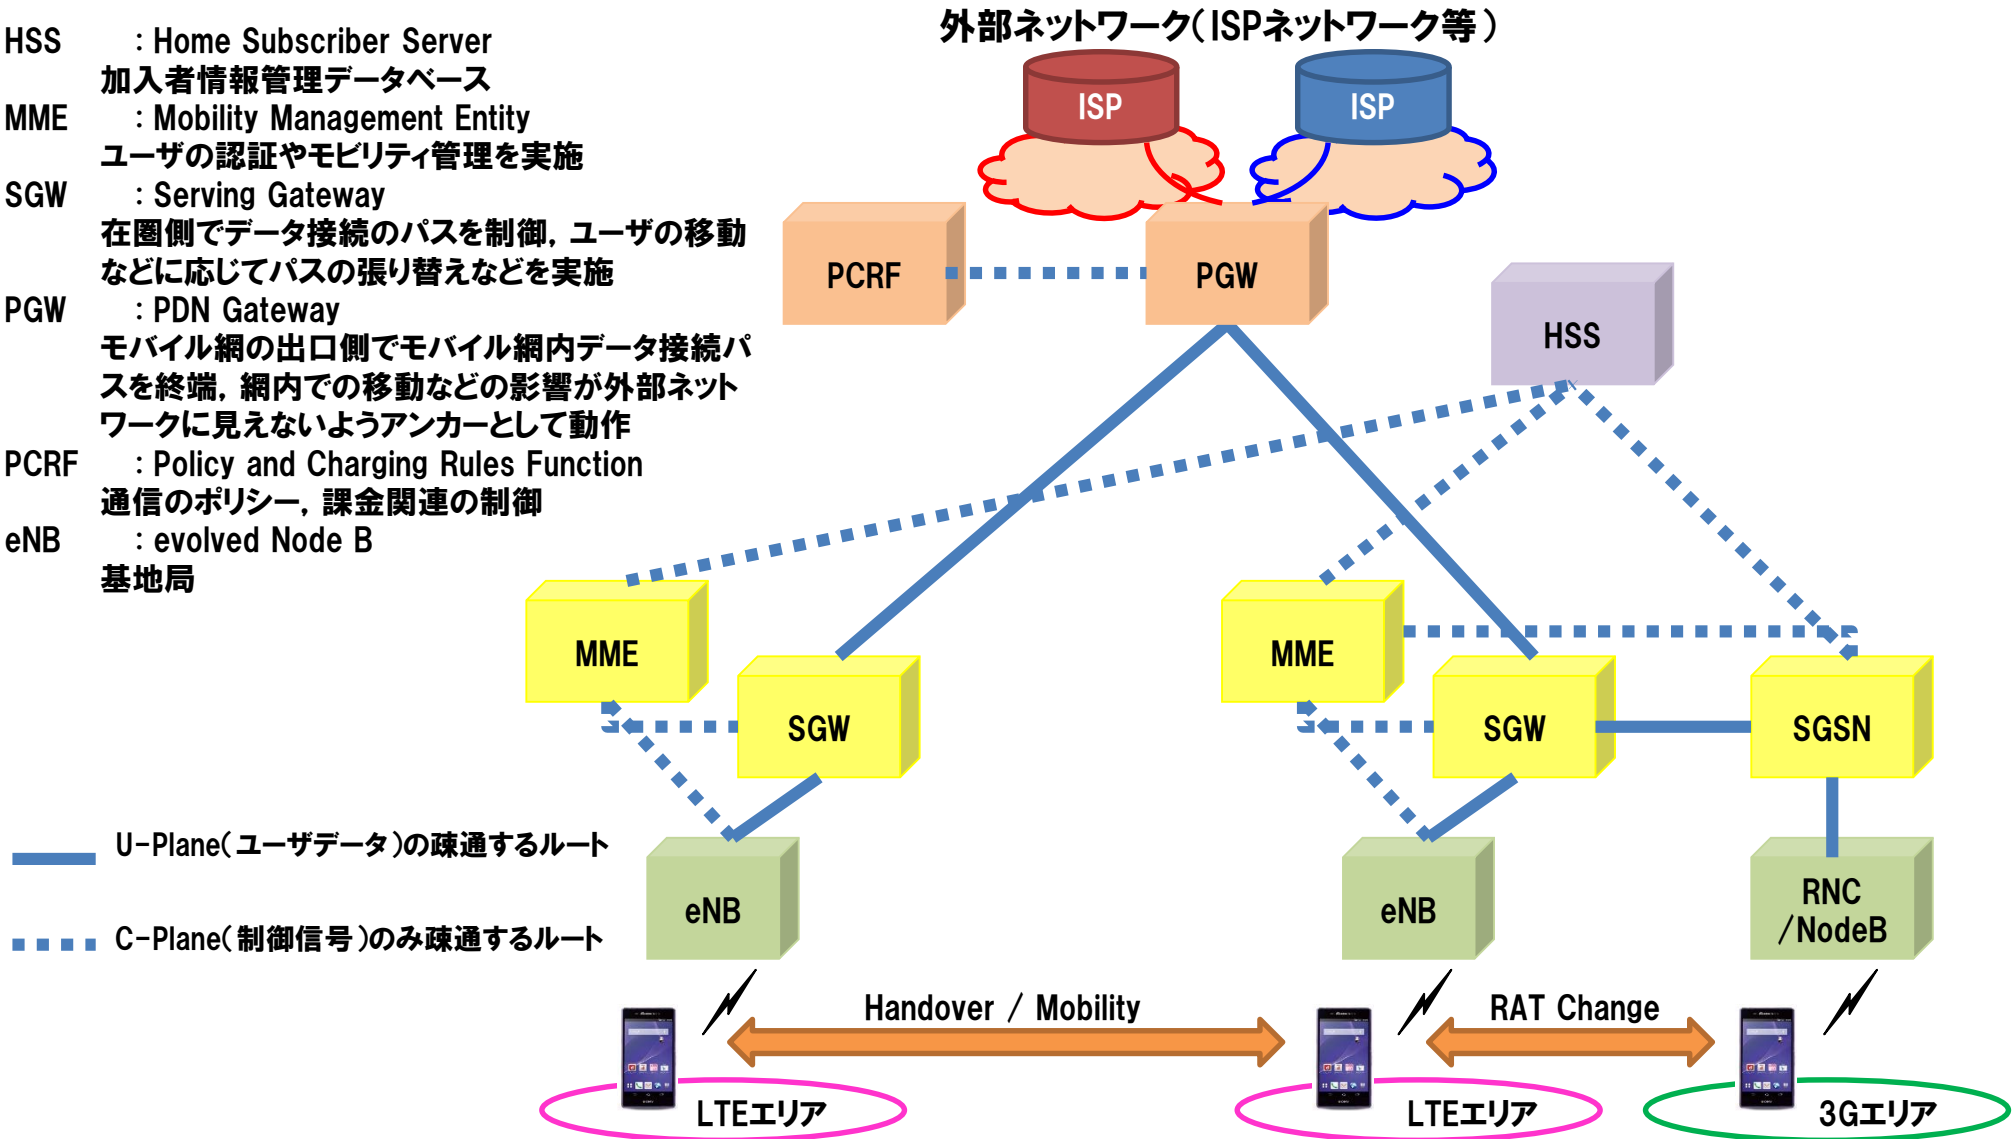 外部ネットワーク(ISPネットワーク等)
HSS : Home Subscriber Server
加入者情報管理データベース
MME : Mobility Management Entity
ユーザの認証やモビリティ管理を実施
SGW : Serving Gateway
在圏側でデータ接続のパスを制御, ユーザの移動
などに応じてパスの張り替えなどを実施
PGW : PDN Gateway
モバイル網の出口側でモバイル網内データ接続パ
スを終端, 網内での移動などの影響が外部ネット
ワークに見えないようアンカーとして動作
PCRF : Policy and Charging Rules Function
通信のポリシー, 課金関連の制御
eNB : evolved Node B
基地局
ISP
ISP
PCRF
PGW
HSS
MME
SGW
MME
SGW
SGSN
U-Plane(ユーザデータ)の疎通するルート
C-Plane(制御信号)のみ疎通するルート
eNB
eNB
RNC
/NodeB
Handover / Mobility
RAT Change
LTEエリア
LTEエリア
3Gエリア